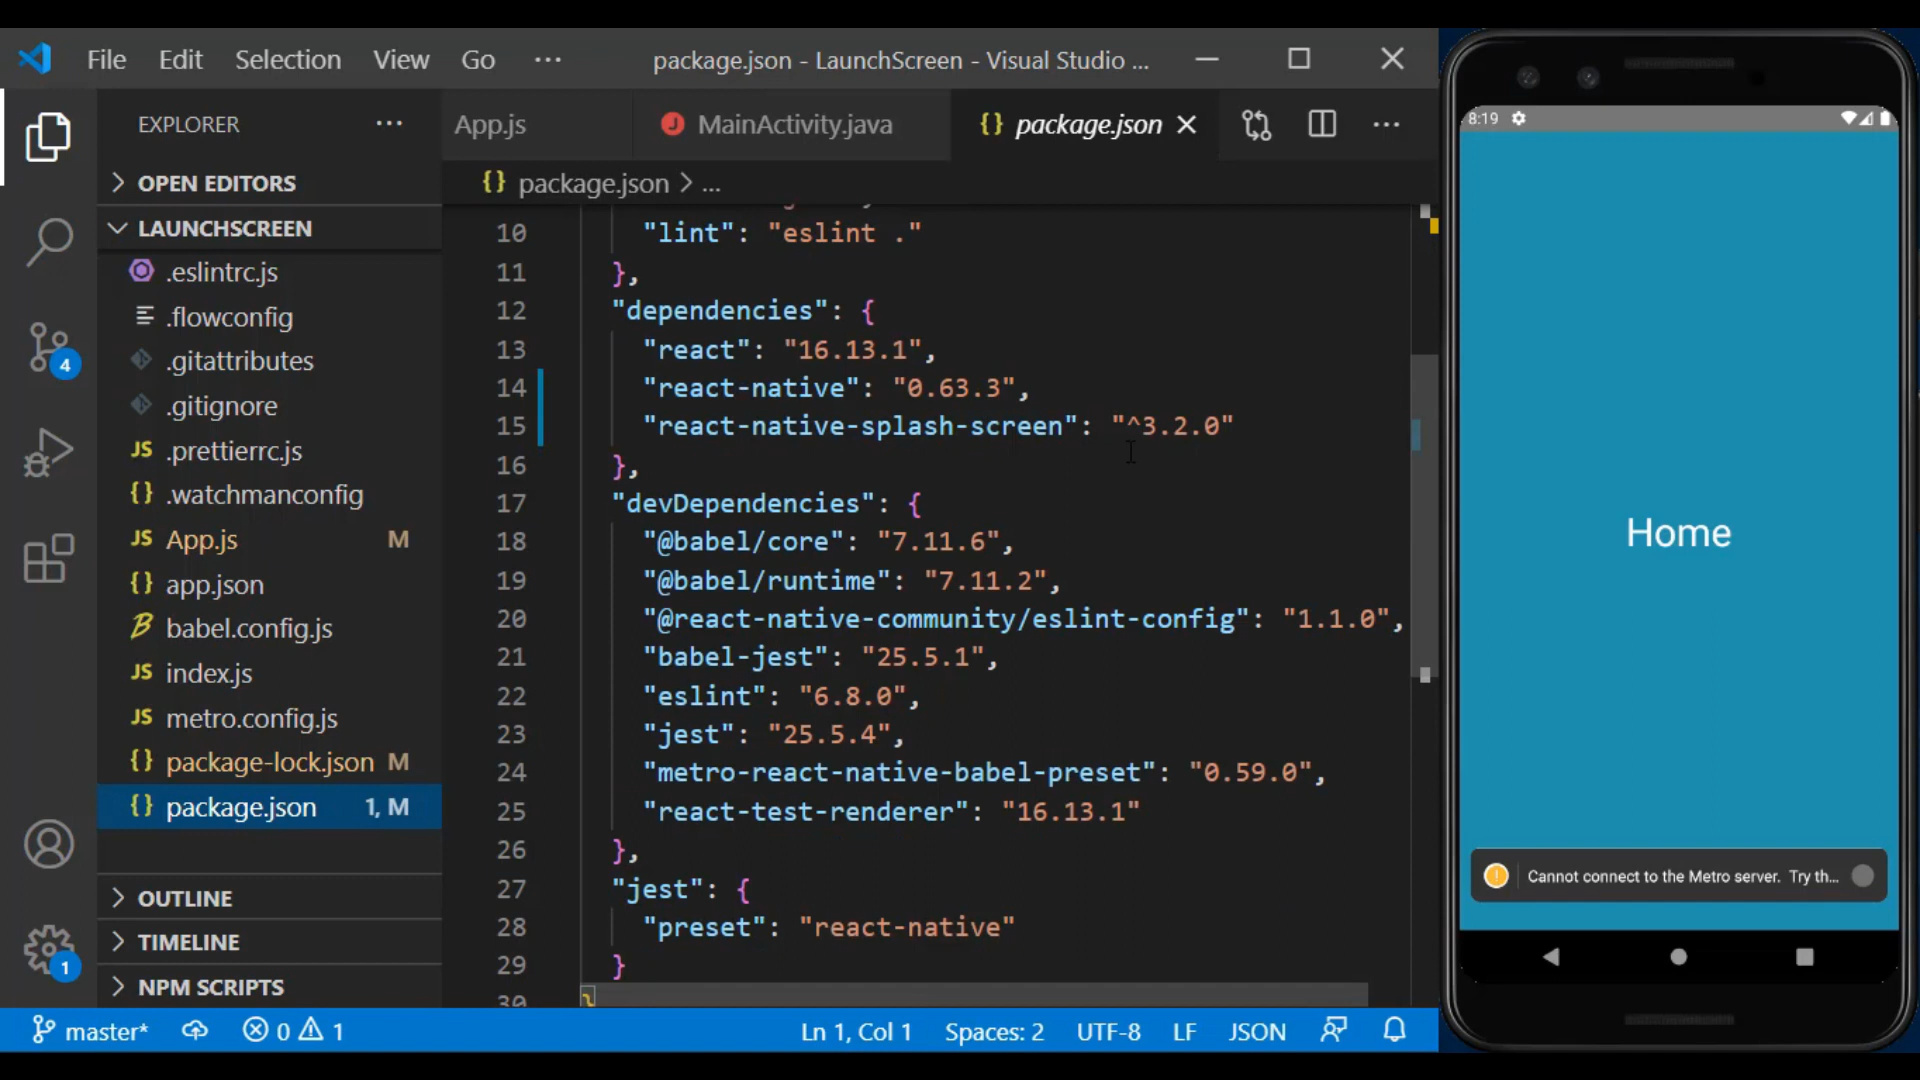 File Edit Selection View Go ··· package.json - LaunchScreen - Visual Studio ...
EXPLORER ···
App.js MainActivity.java {} package.json ···
{} package.json > ...
OPEN EDITORS
LAUNCHSCREEN
.eslintrc.js
.flowconfig
.gitattributes
.gitignore
JS .prettierrc.js
{} .watchmanconfig
JS App.js M
{} app.json
babel.config.js
JS index.js
JS metro.config.js
{} package-lock.json M
{} package.json 1, M
OUTLINE
TIMELINE
NPM SCRIPTS
4
1
10 "lint": "eslint ."
11 },
12 "dependencies": {
13 "react": "16.13.1",
14 "react-native": "0.63.3",
15 "react-native-splash-screen": "^3.2.0"
16 },
17 "devDependencies": {
18 "@babel/core": "7.11.6",
19 "@babel/runtime": "7.11.2",
20 "@react-native-community/eslint-config": "1.1.0",
21 "babel-jest": "25.5.1",
22 "eslint": "6.8.0",
23 "jest": "25.5.4",
24 "metro-react-native-babel-preset": "0.59.0",
25 "react-test-renderer": "16.13.1"
26 },
27 "jest": {
28 "preset": "react-native"
29 }
30 }
master* 0 1 Ln 1, Col 1 Spaces: 2 UTF-8 LF JSON
8:19
Home
Cannot connect to the Metro server. Try th...